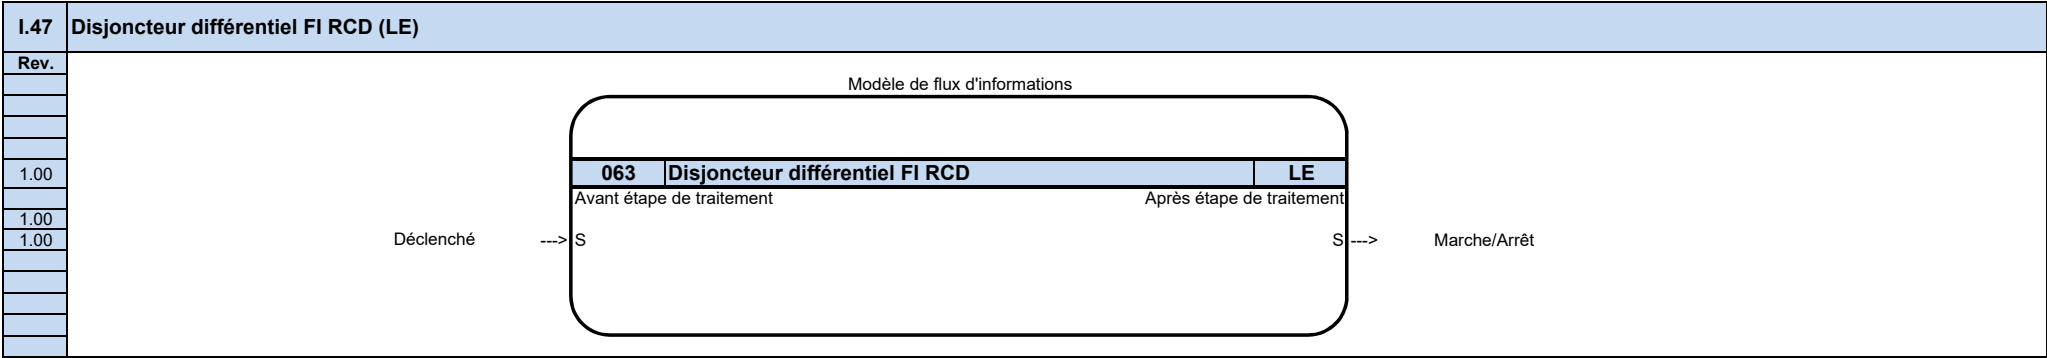 I.47 Disjoncteur différentiel FI RCD (LE)
Rev.
Modèle de flux d'informations
1.00 063 Disjoncteur différentiel FI RCD LE
Avant étape de traitement Après étape de traitement
1.00
1.00 Déclenché ---> S S ---> Marche/Arrêt